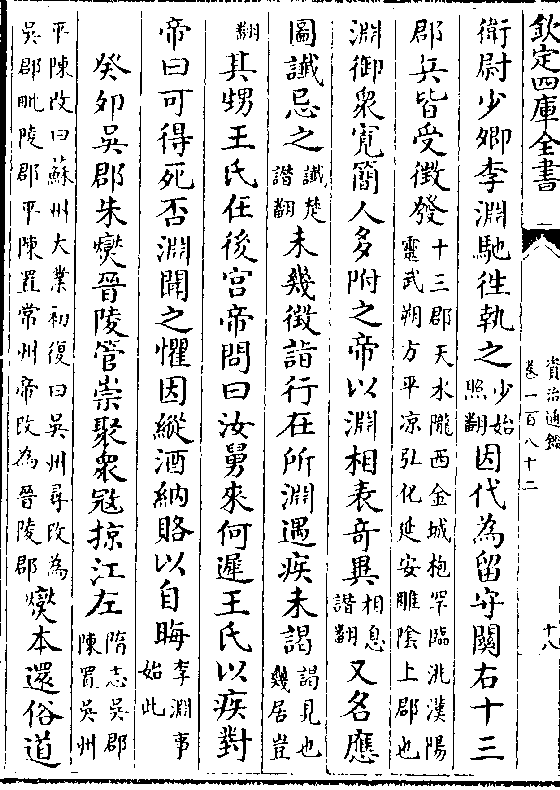 欽定四庫全書
資治通鑑
卷一百八十二
十八
衛尉少卿李淵馳往執之少始照翻因代為留守關右十三
郡兵皆受徵發十三郡天水隴西金城枹罕臨洮漢陽靈武朔方平涼弘化延安雕陰上郡也
淵御衆寛簡人多附之帝以淵相表奇異相息諧翻又名應
圖讖忌之讖楚譖翻未幾徵詣行在所淵遇疾未謁謁見也幾居豈
翻其甥王氏在後宮帝問曰汝舅來何遲王氏以疾對
帝曰可得死否淵聞之懼因縱酒納賂以自晦李淵事始此
癸卯吳郡朱燮晉陵管崇聚衆寇掠江左隋志吳郡陳置吳州
平陳改曰蘇州大業初復曰吳州尋改為吳郡毗陵郡平陳置常州帝改為晉陵郡燮本還俗道